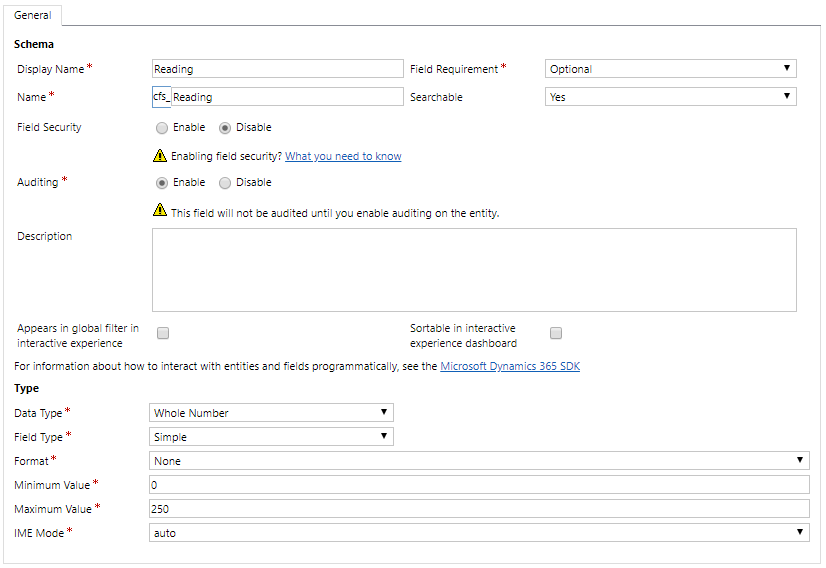 General
Schema
Display Name * Reading Field Requirement * Optional
Name * cfs_ Reading Searchable Yes
Field Security Enable Disable
Enabling field security? What you need to know
Auditing * Enable Disable
This field will not be audited until you enable auditing on the entity.
Description
Appears in global filter in
interactive experience
Sortable in interactive
experience dashboard
For information about how to interact with entities and fields programmatically, see the Microsoft Dynamics 365 SDK
Type
Data Type * Whole Number
Field Type * Simple
Format * None
Minimum Value * 0
Maximum Value * 250
IME Mode * auto